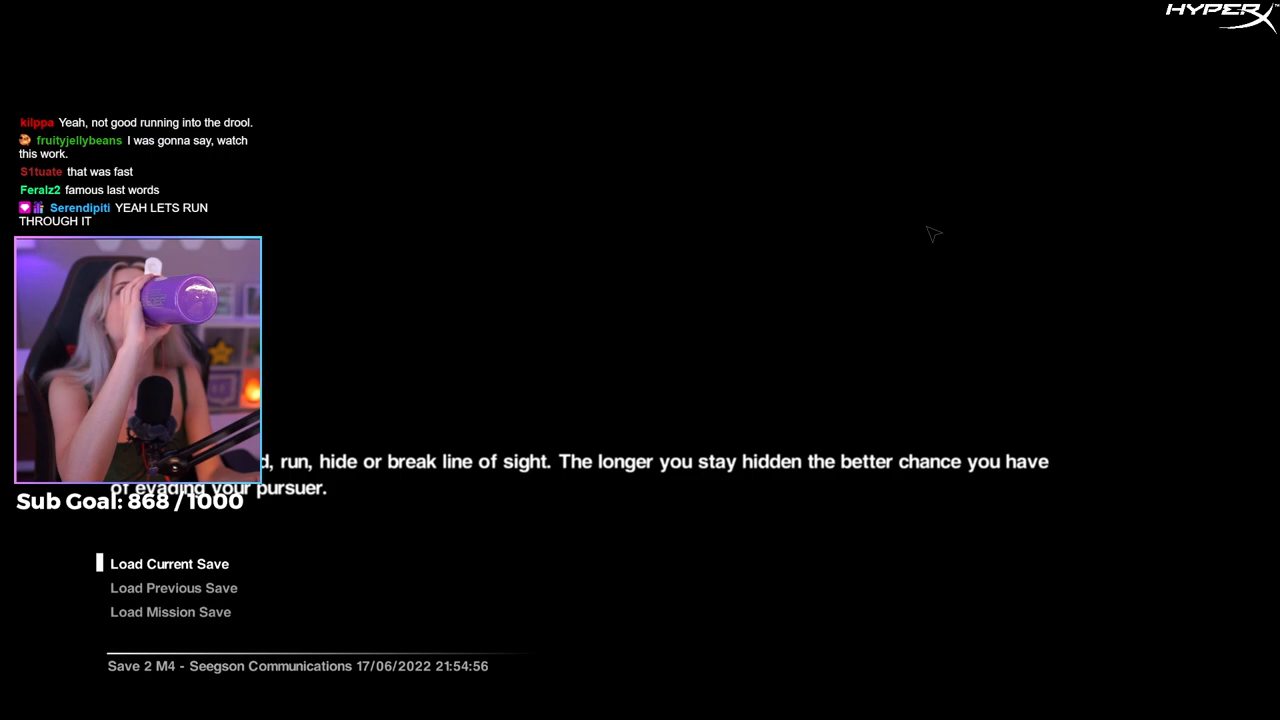 HYPERX
kilppa Yeah, not good running into the drool.
fruityjellybeans I was gonna say, watch
this work.
S1tuate that was fast
Feralz2 famous last words
Serendipiti YEAH LETS RUN
THROUGH IT
d, run, hide or break line of sight. The longer you stay hidden the better chance you have
of evading your pursuer.
Sub Goal: 868 / 1000
Load Current Save
Load Previous Save
Load Mission Save
Save 2 M4 - Seegson Communications 17/06/2022 21:54:56